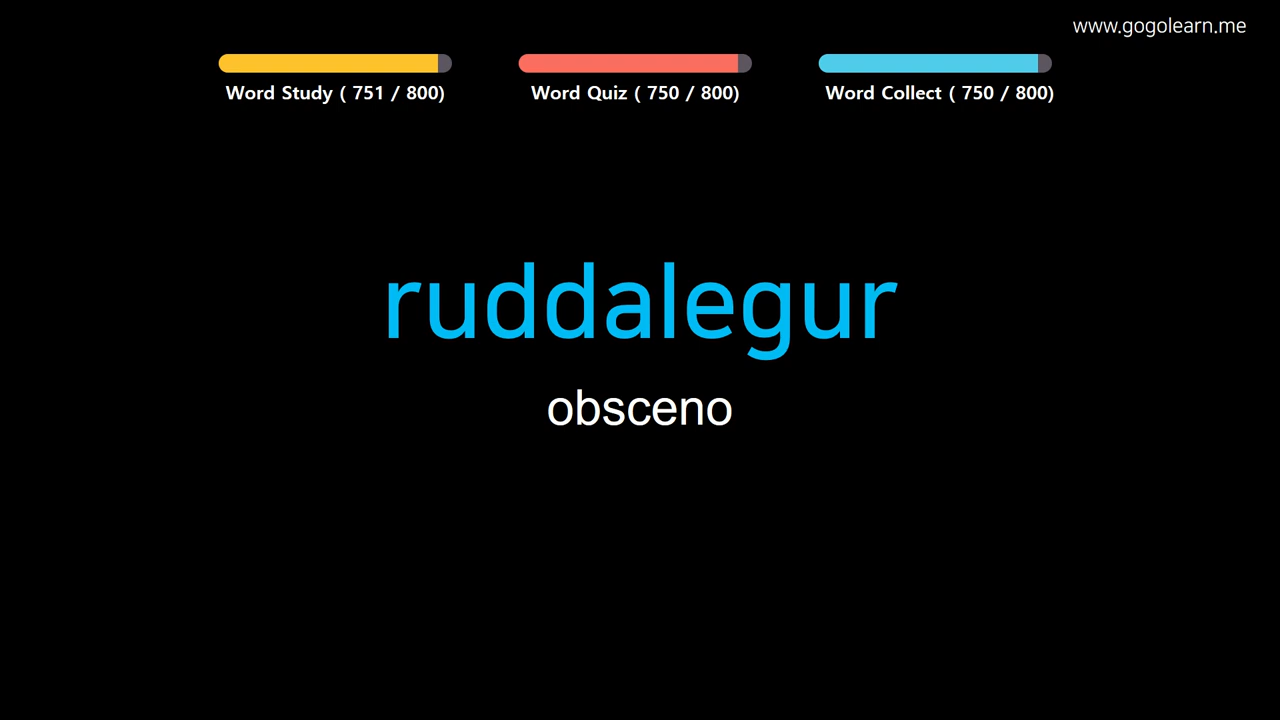 www.gogolearn.me
Word Study ( 751 / 800)
Word Quiz ( 750 / 800)
Word Collect ( 750 / 800)
ruddalegur
obsceno